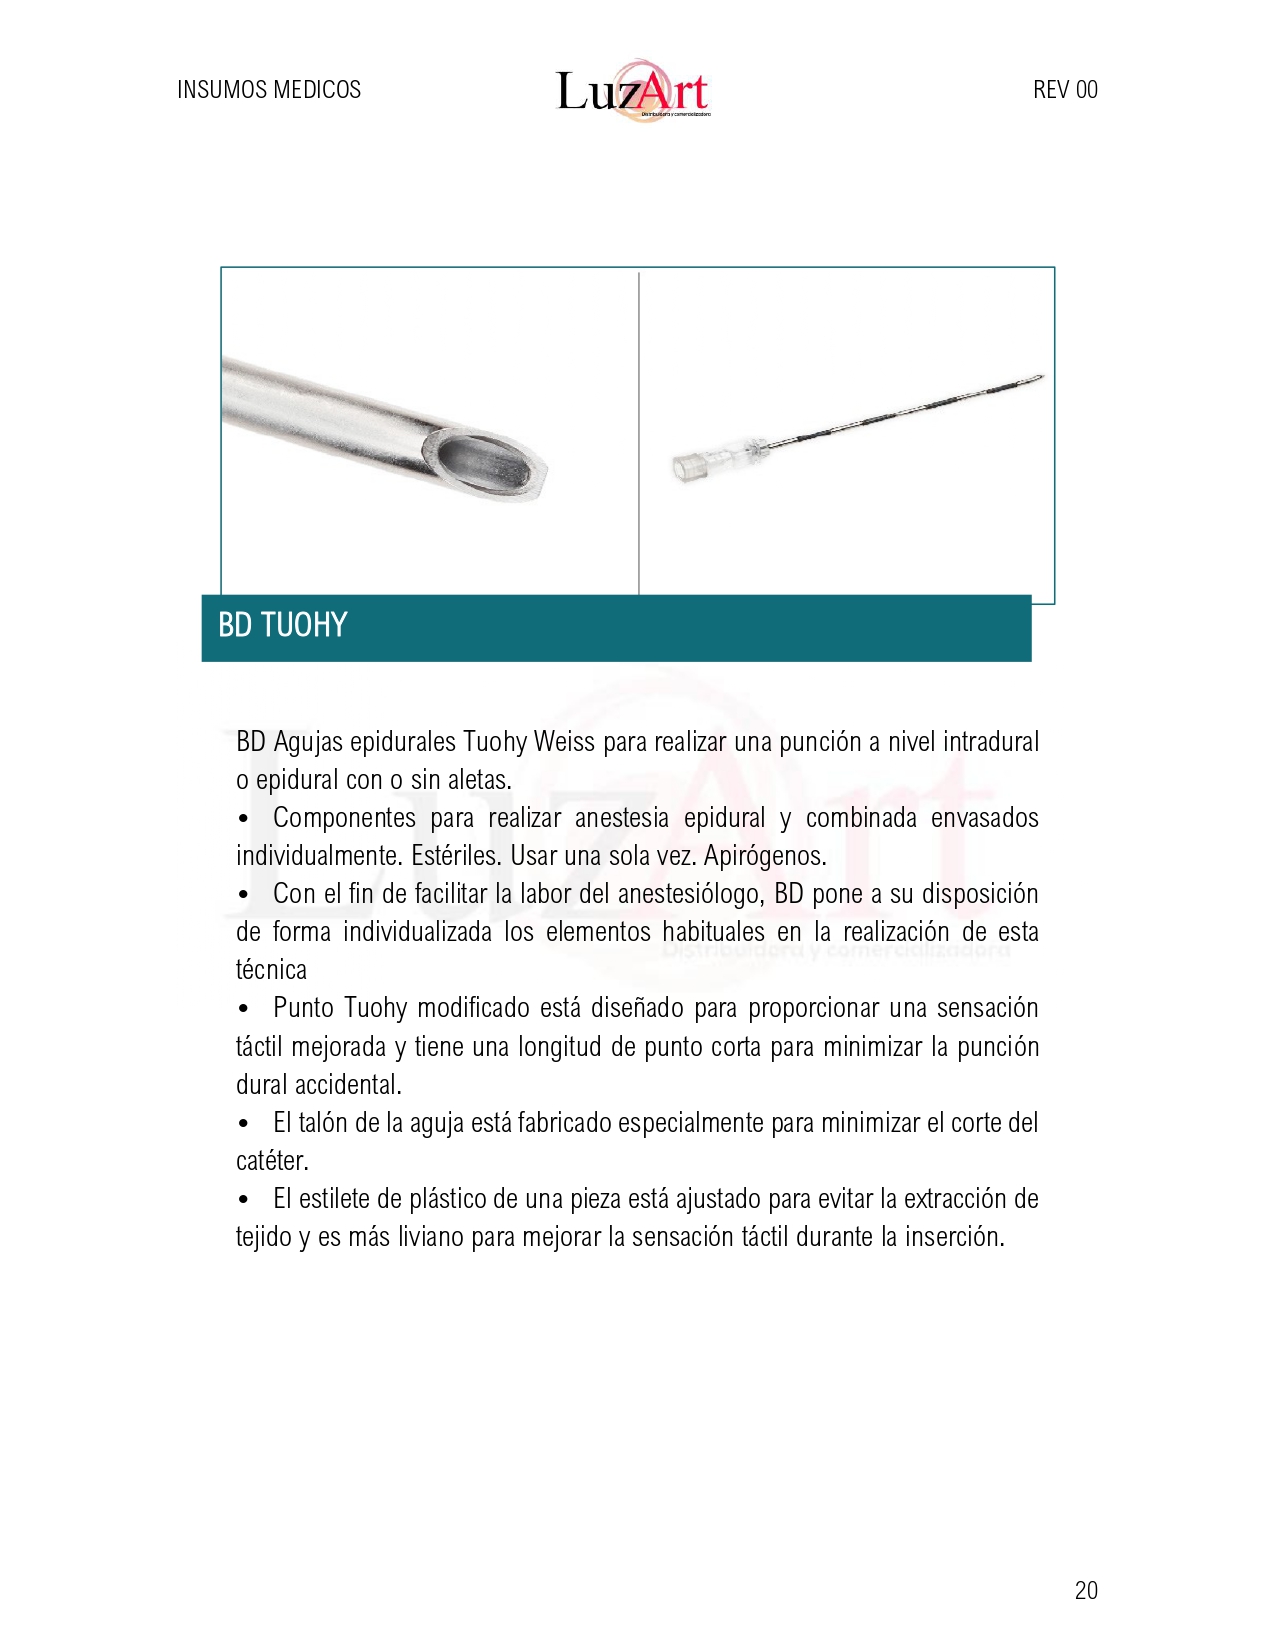 INSUMOS MEDICOS
LuzArt
Distribuidora y comercializadora
REV 00
BD TUOHY
BD Agujas epidurales Tuohy Weiss para realizar una punción a nivel intradural
o epidural con o sin aletas.
• Componentes para realizar anestesia epidural y combinada envasados
individualmente. Estériles. Usar una sola vez. Apirógenos.
• Con el fin de facilitar la labor del anestesiólogo, BD pone a su disposición
de forma individualizada los elementos habituales en la realización de esta
técnica
• Punto Tuohy modificado está diseñado para proporcionar una sensación
táctil mejorada y tiene una longitud de punto corta para minimizar la punción
dural accidental.
• El talón de la aguja está fabricado especialmente para minimizar el corte del
catéter.
• El estilete de plástico de una pieza está ajustado para evitar la extracción de
tejido y es más liviano para mejorar la sensación táctil durante la inserción.
LuzArt
Distribuidora y comercializadora
20